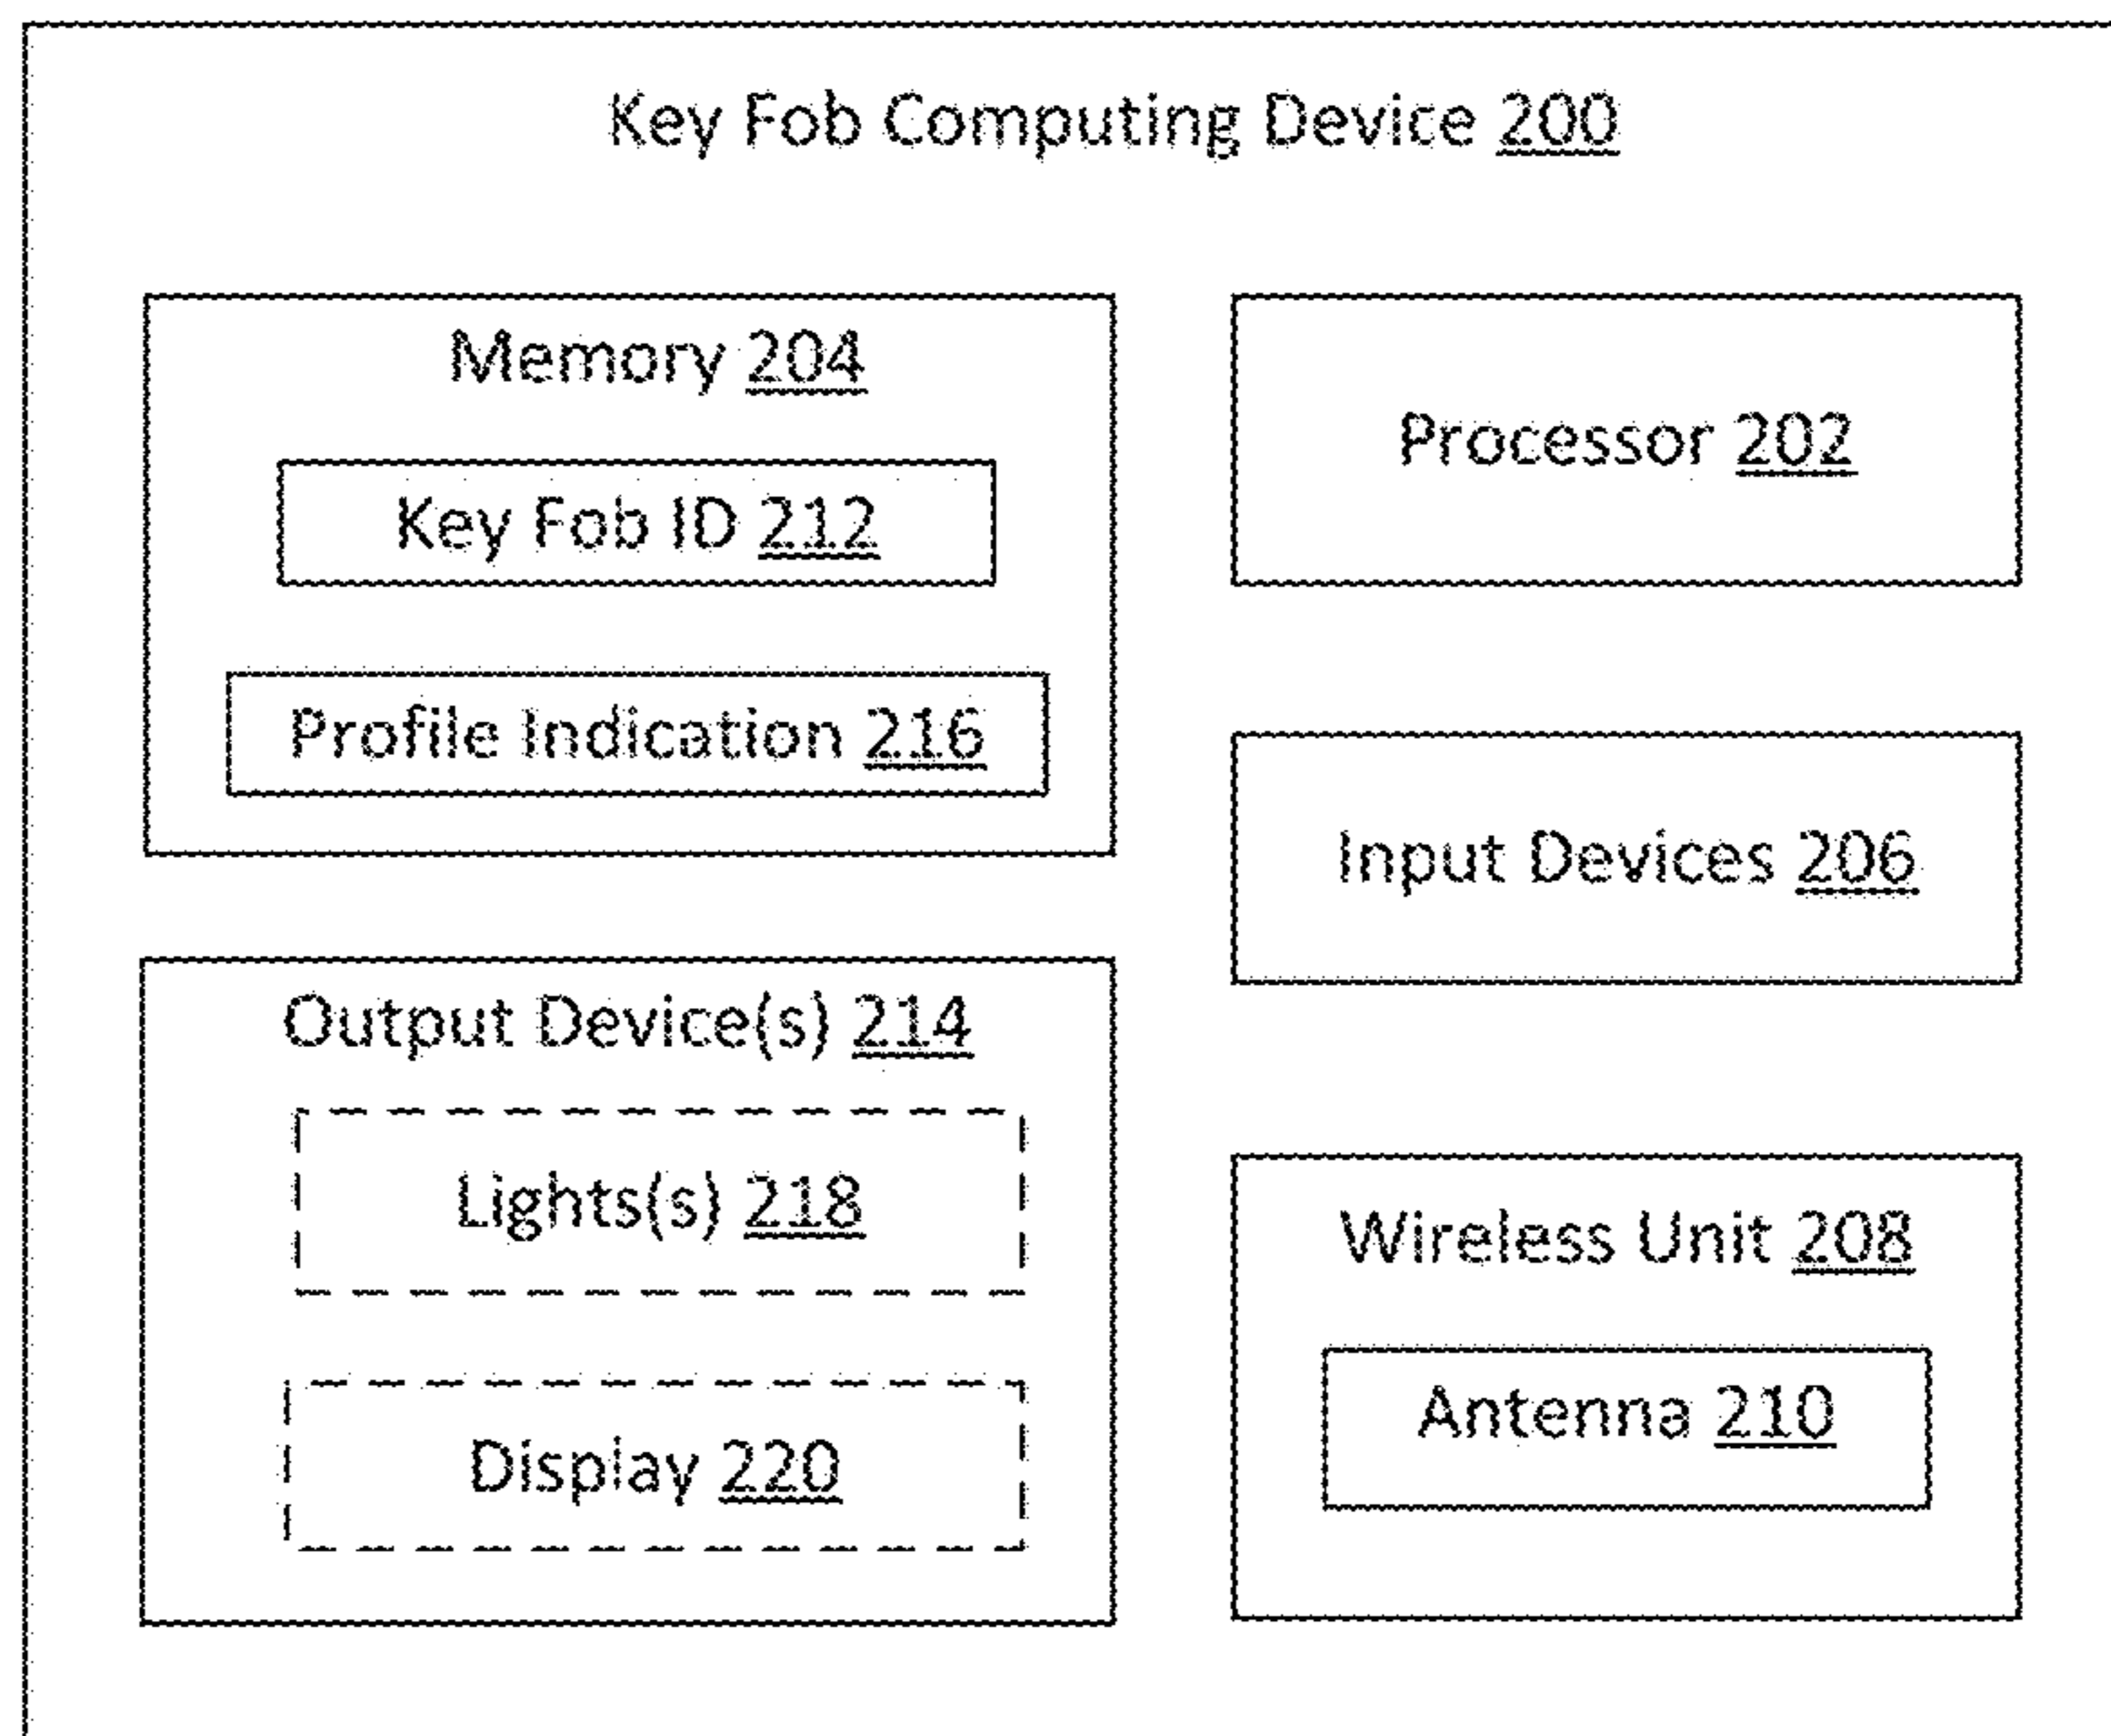 Key Fob Computing Device 200
Memory 204
Key Fob ID 212
Profile Indication 216
Output Device(s) 214
Lights(s) 218
Display 220
Processor 202
Input Devices 206
Wireless Unit 208
Antenna 210